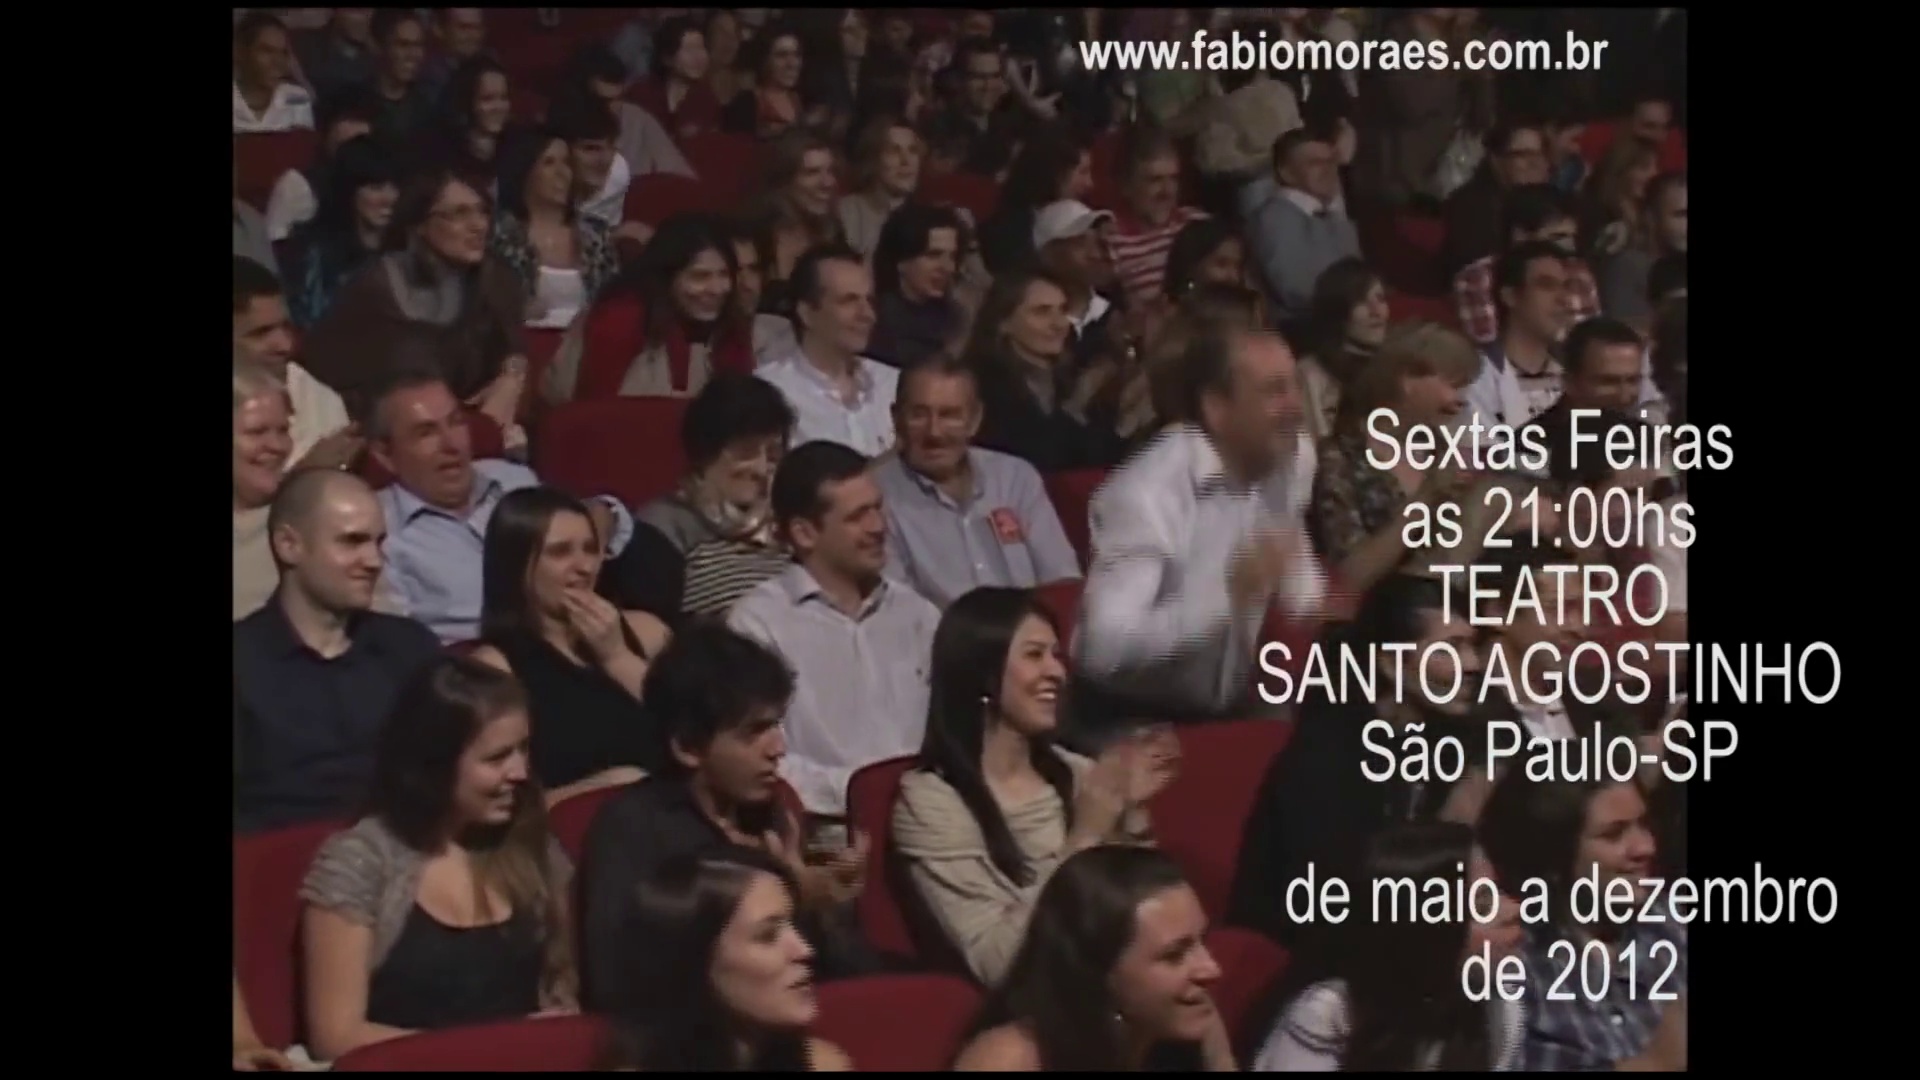 www.fabiomoraes.com.br
Sextas Feiras
as 21:00hs
TEATRO
SANTO AGOSTINHO
São Paulo-SP
de maio a dezembro
de 2012